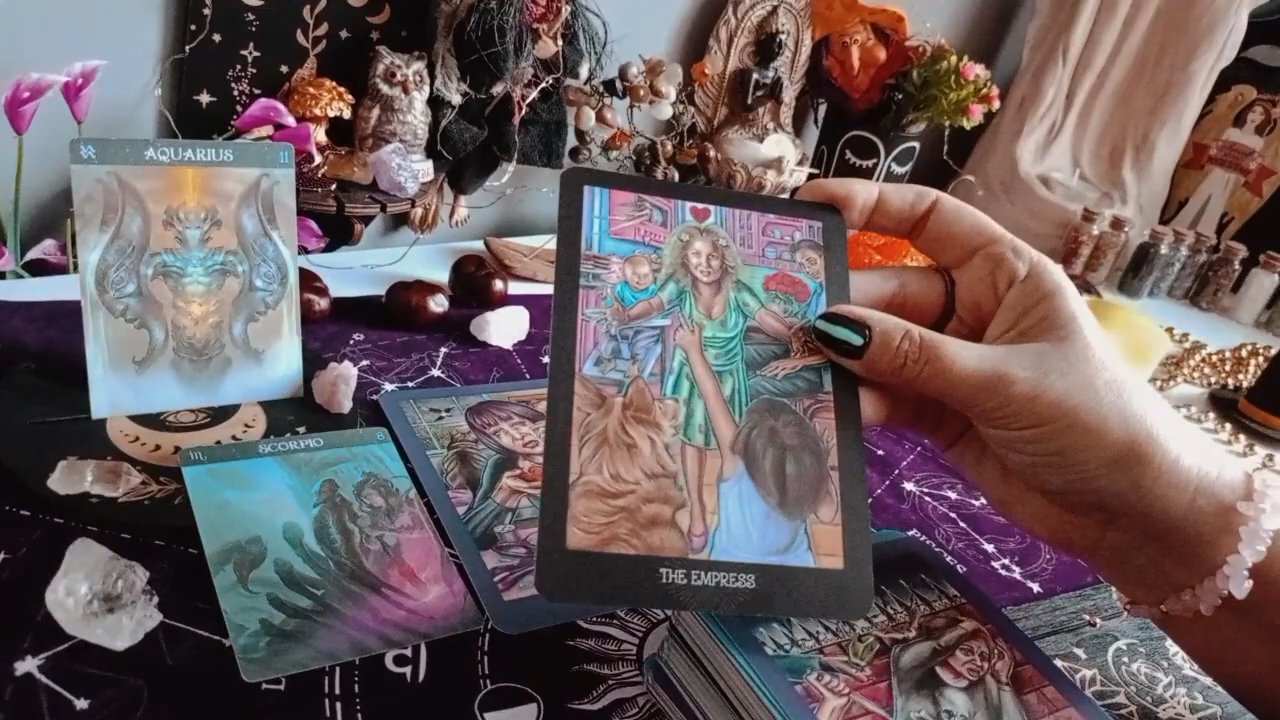 ♒ AQUARIUS 11
♏ SCORPIO 8
THE EMPRESS
PISCES